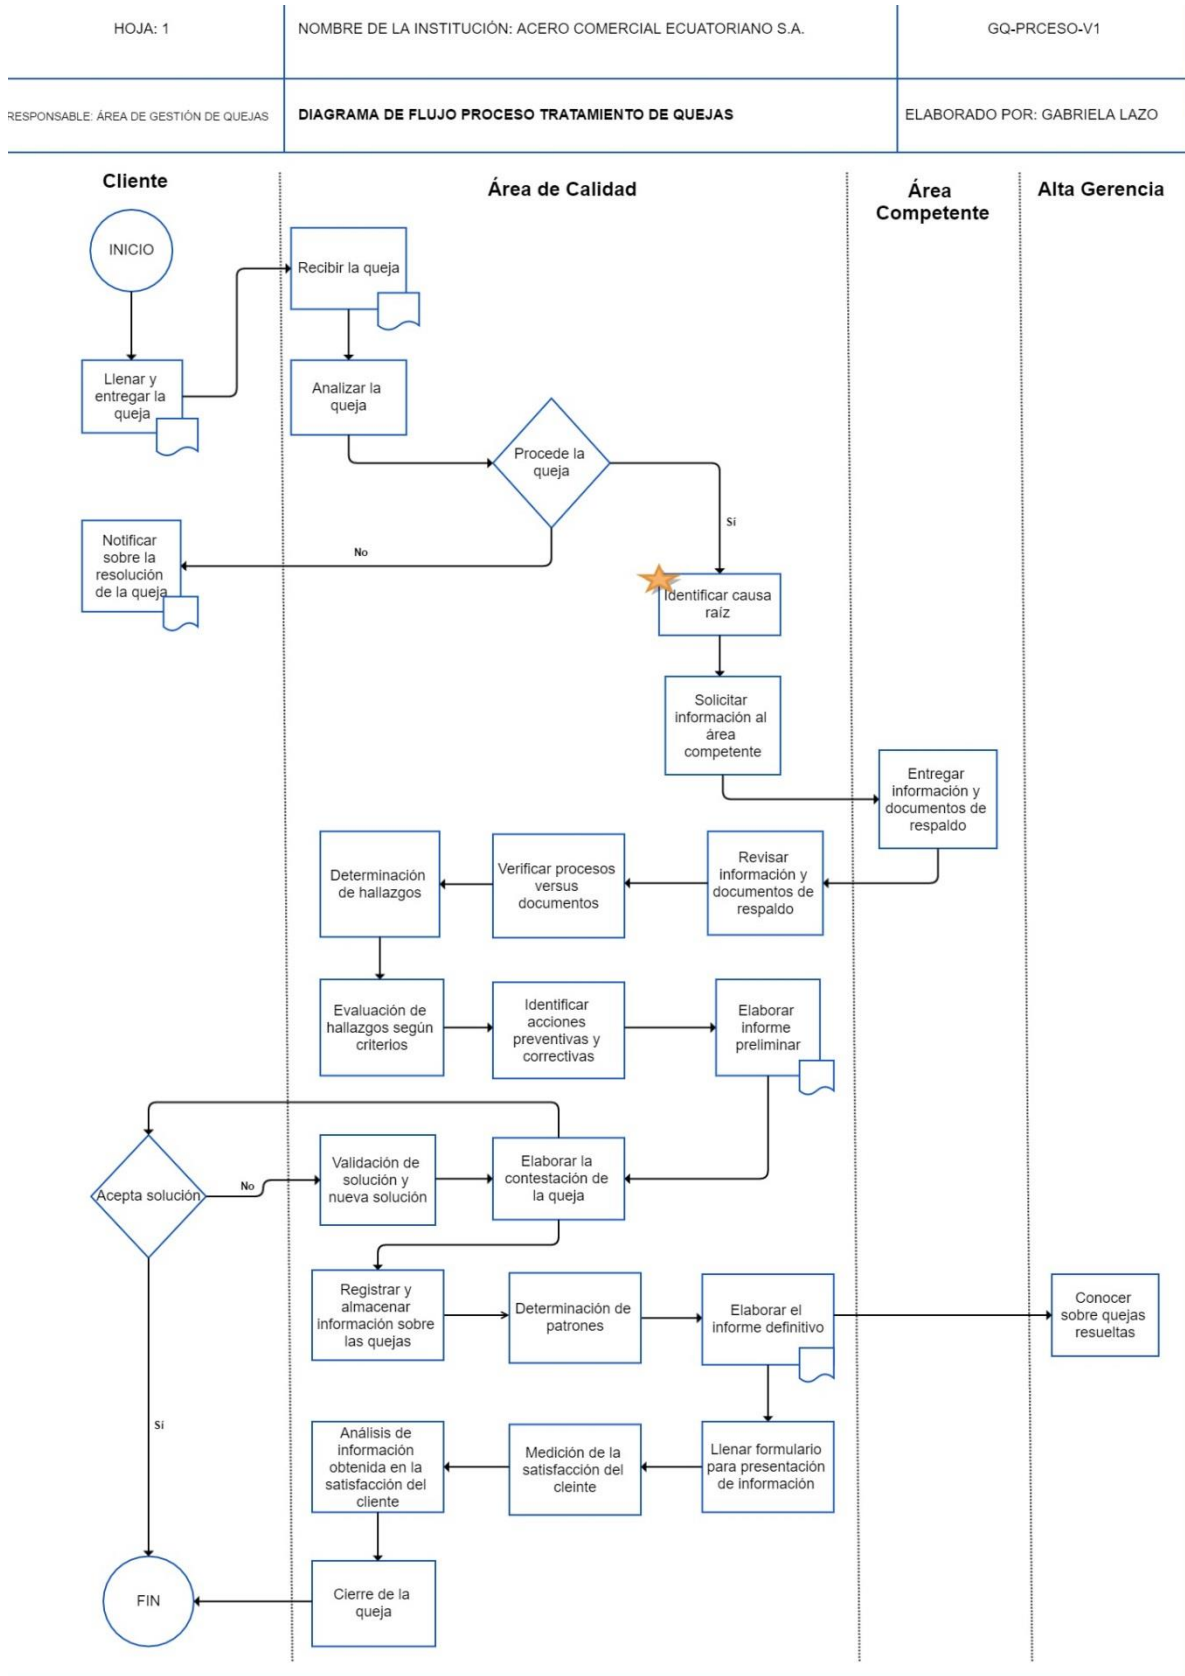 HOJA: 1
NOMBRE DE LA INSTITUCIÓN: ACERO COMERCIAL ECUATORIANO S.A.
GQ-PRCESO-V1
RESPONSABLE: ÁREA DE GESTIÓN DE QUEJAS
DIAGRAMA DE FLUJO PROCESO TRATAMIENTO DE QUEJAS
ELABORADO POR: GABRIELA LAZO
Cliente
Área de Calidad
Área
Competente
Alta Gerencia
INICIO
Recibir la queja
Llenar y
entregar la
queja
Analizar la
queja
Procede la
queja
Sí
No
Notificar
sobre la
resolución
de la queja
Identificar causa
raíz
Solicitar
información al
área
competente
Entregar
información y
documentos de
respaldo
Revisar
información y
documentos de
respaldo
Verificar procesos
versus
documentos
Determinación
de hallazgos
Evaluación de
hallazgos según
criterios
Identificar
acciones
preventivas y
correctivas
Elaborar
informe
preliminar
Acepta solución
No
Validación de
solución y
nueva solución
Elaborar la
contestación de
la queja
Registrar y
almacenar
información sobre
las quejas
Determinación de
patrones
Elaborar el
informe definitivo
Conocer
sobre quejas
resueltas
Sí
Análisis de
información
obtenida en la
satisfacción del
cliente
Medición de la
satisfacción del
cleinte
Llenar formulario
para presentación
de información
FIN
Cierre de la
queja